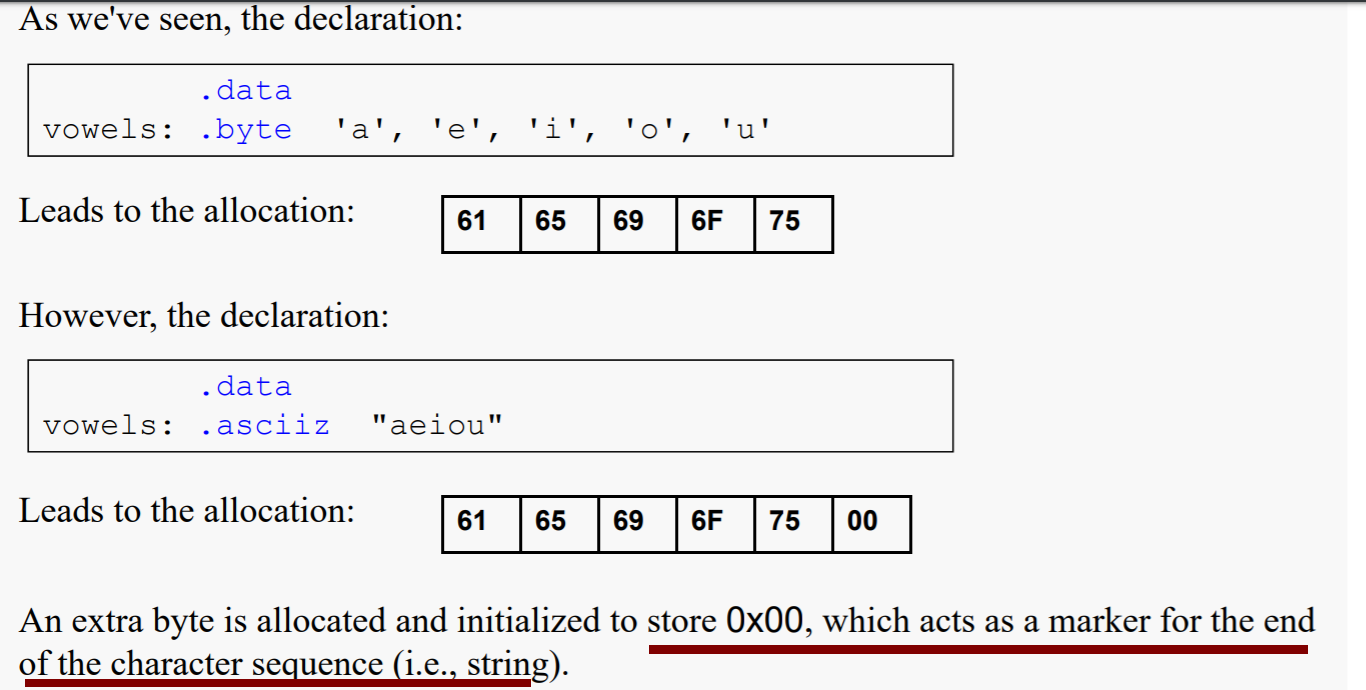 As we've seen, the declaration:
.data
vowels: .byte 'a', 'e', 'i', 'o', 'u'
Leads to the allocation:
61 65 69 6F 75
However, the declaration:
.data
vowels: .asciiz "aeiou"
Leads to the allocation:
61 65 69 6F 75 00
An extra byte is allocated and initialized to store 0x00, which acts as a marker for the end
of the character sequence (i.e., string).